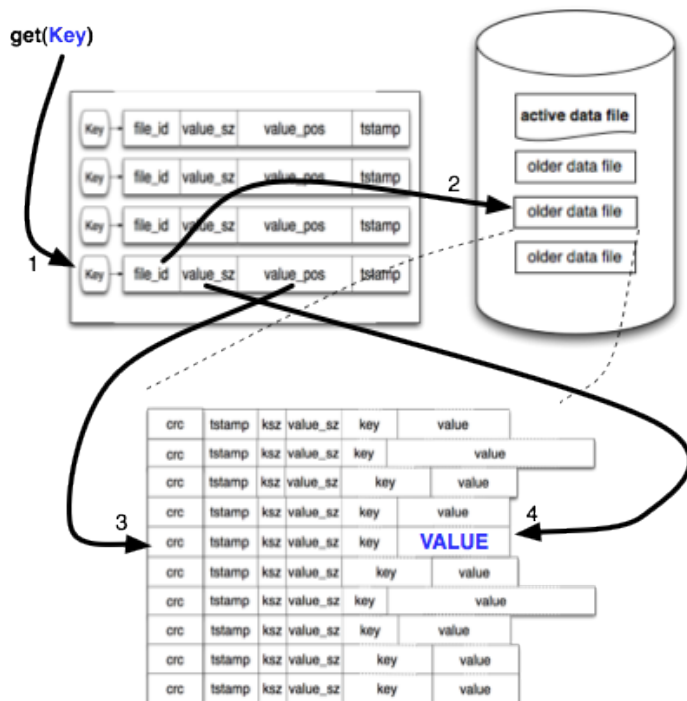 get(Key)
active data file
older data file
older data file
older data file
Key file_id value_sz value_pos tstamp
Key file_id value_sz value_pos tstamp
Key file_id value_sz value_pos tstamp
Key file_id value_sz value_pos tstamp
1
2
3
4
crc tstamp ksz value_sz key value
crc tstamp ksz value_sz key value
crc tstamp ksz value_sz key value
crc tstamp ksz value_sz key value
crc tstamp ksz value_sz key VALUE
crc tstamp ksz value_sz key value
crc tstamp ksz value_sz key value
crc tstamp ksz value_sz key value
crc tstamp ksz value_sz key value
crc tstamp ksz value_sz key value